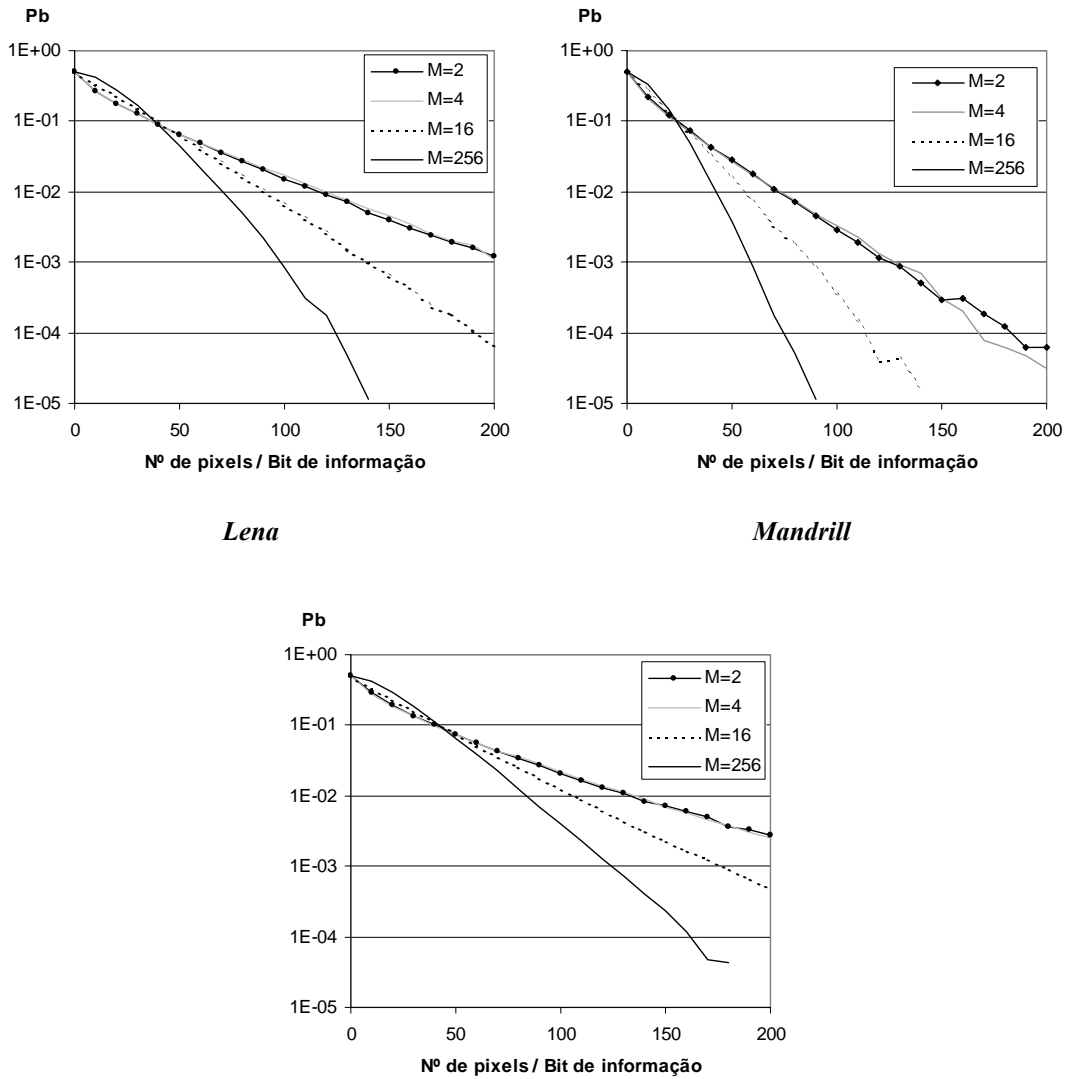 Pb
1E+00
1E-01
1E-02
1E-03
1E-04
1E-05
0 50 100 150 200
Nº de pixels / Bit de informação
M=2
M=4
M=16
M=256
Lena
Pb
1E+00
1E-01
1E-02
1E-03
1E-04
1E-05
0 50 100 150 200
Nº de pixels / Bit de informação
M=2
M=4
M=16
M=256
Mandrill
Pb
1E+00
1E-01
1E-02
1E-03
1E-04
1E-05
0 50 100 150 200
Nº de pixels / Bit de informação
M=2
M=4
M=16
M=256